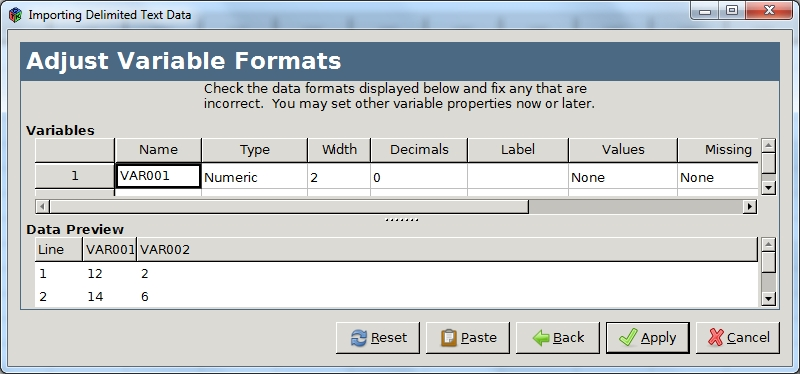 Importing Delimited Text Data
Adjust Variable Formats
Check the data formats displayed below and fix any that are
incorrect. You may set other variable properties now or later.
Variables
Name Type Width Decimals Label Values Missing
1 VAR001 Numeric 2 0 None None
Data Preview
Line VAR001 VAR002
1 12 2
2 14 6
Reset Paste Back Apply Cancel